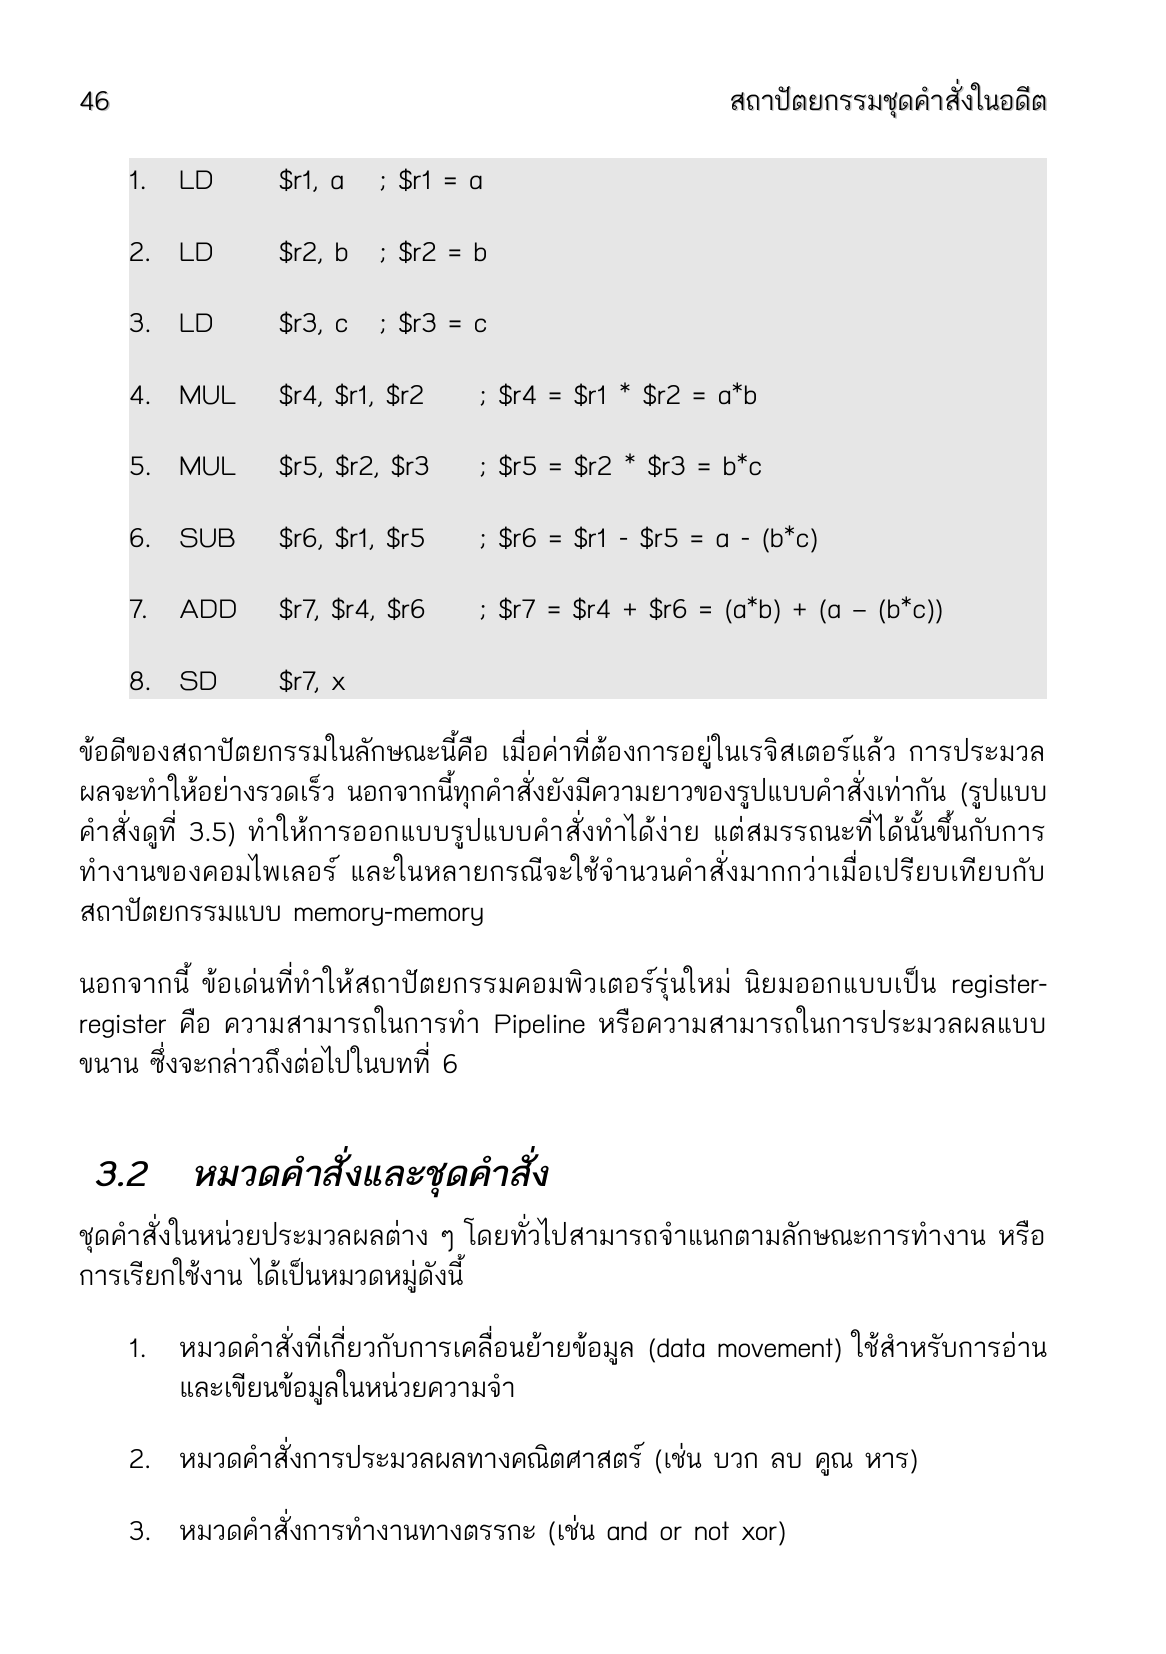 46 สถาปัตยกรรมชุดคำสั่งในอดีต
1. LD $r1, a ; $r1 = a
2. LD $r2, b ; $r2 = b
3. LD $r3, c ; $r3 = c
4. MUL $r4, $r1, $r2 ; $r4 = $r1 * $r2 = a*b
5. MUL $r5, $r2, $r3 ; $r5 = $r2 * $r3 = b*c
6. SUB $r6, $r1, $r5 ; $r6 = $r1 - $r5 = a - (b*c)
7. ADD $r7, $r4, $r6 ; $r7 = $r4 + $r6 = (a*b) + (a – (b*c))
8. SD $r7, x
ข้อดีของสถาปัตยกรรมในลักษณะนี้คือ เมื่อค่าที่ต้องการอยู่ในเรจิสเตอร์แล้ว การประมวล
ผลจะทำให้อย่างรวดเร็ว นอกจากนี้ทุกคำสั่งยังมีความยาวของรูปแบบคำสั่งเท่ากัน (รูปแบบ
คำสั่งดูที่ 3.5) ทำให้การออกแบบรูปแบบคำสั่งทำได้ง่าย แต่สมรรถนะที่ได้นั้นขึ้นกับการ
ทำงานของคอมไพเลอร์ และในหลายกรณีจะใช้จำนวนคำสั่งมากกว่าเมื่อเปรียบเทียบกับ
สถาปัตยกรรมแบบ memory-memory
นอกจากนี้ ข้อเด่นที่ทำให้สถาปัตยกรรมคอมพิวเตอร์รุ่นใหม่ นิยมออกแบบเป็น register-
register คือ ความสามารถในการทำ Pipeline หรือความสามารถในการประมวลผลแบบ
ขนาน ซึ่งจะกล่าวถึงต่อไปในบทที่ 6
3.2 หมวดคำสั่งและชุดคำสั่ง
ชุดคำสั่งในหน่วยประมวลผลต่าง ๆ โดยทั่วไปสามารถจำแนกตามลักษณะการทำงาน หรือ
การเรียกใช้งาน ได้เป็นหมวดหมู่ดังนี้
1. หมวดคำสั่งที่เกี่ยวกับการเคลื่อนย้ายข้อมูล (data movement) ใช้สำหรับการอ่าน
และเขียนข้อมูลในหน่วยความจำ
2. หมวดคำสั่งการประมวลผลทางคณิตศาสตร์ (เช่น บวก ลบ คูณ หาร)
3. หมวดคำสั่งการทำงานทางตรรกะ (เช่น and or not xor)